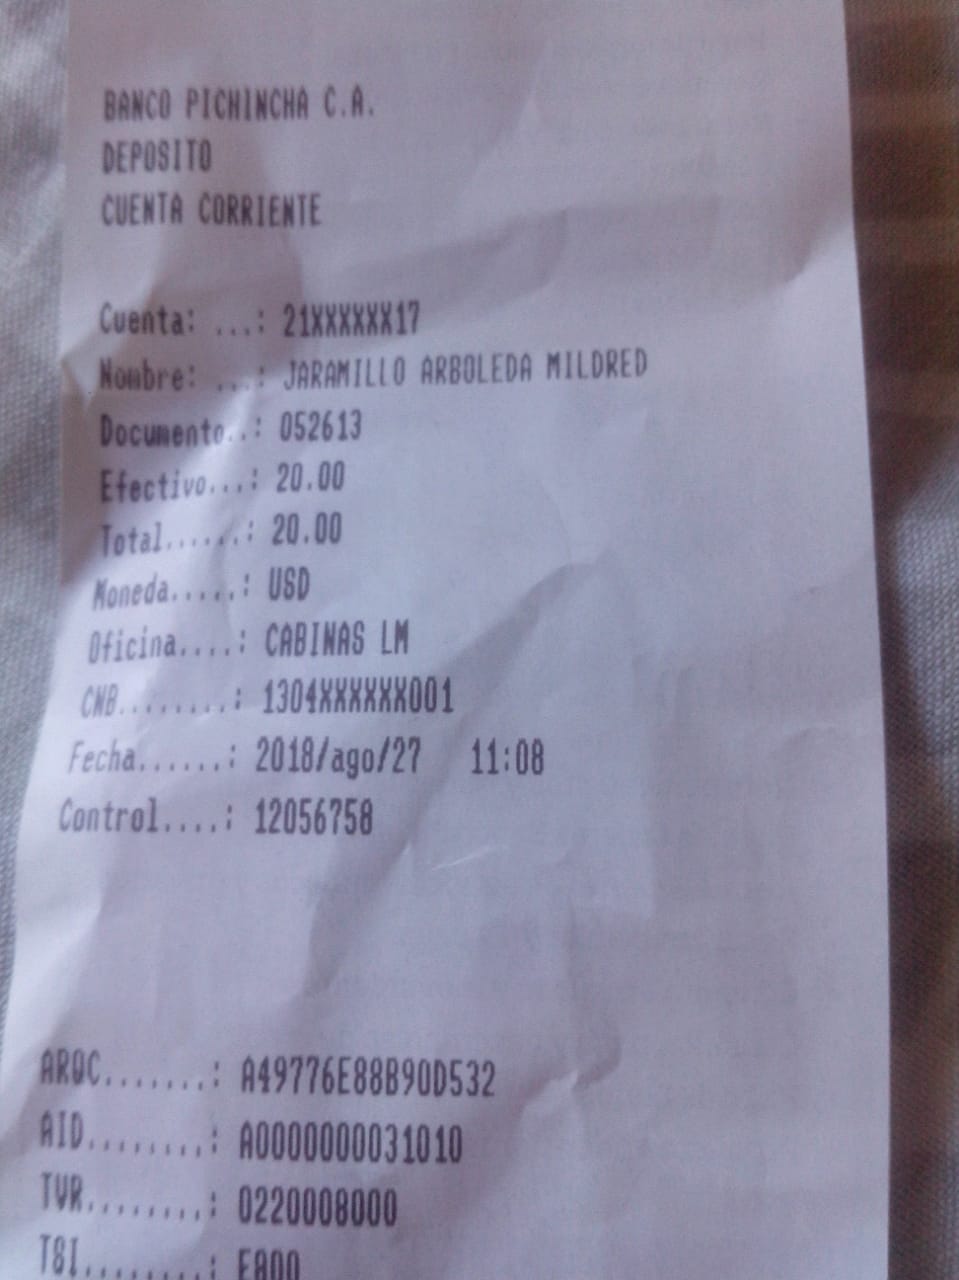 BANCO PICHINCHA C.A.
DEPOSITO
CUENTA CORRIENTE
Cuenta: ...: 21XXXXXX17
Nombre: ...: JARAMILLO ARBOLEDA MILDRED
Documento..: 052613
Efectivo...: 20.00
Total......: 20.00
Moneda.....: USD
Oficina....: CABINAS LM
CNB........: 1304XXXXXX001
Fecha......: 2018/ago/27 11:08
Control....: 12056758
ARQC.......: A49776E88B90D532
AID........: A0000000031010
TVR........: 0220008000
TSI........: E800